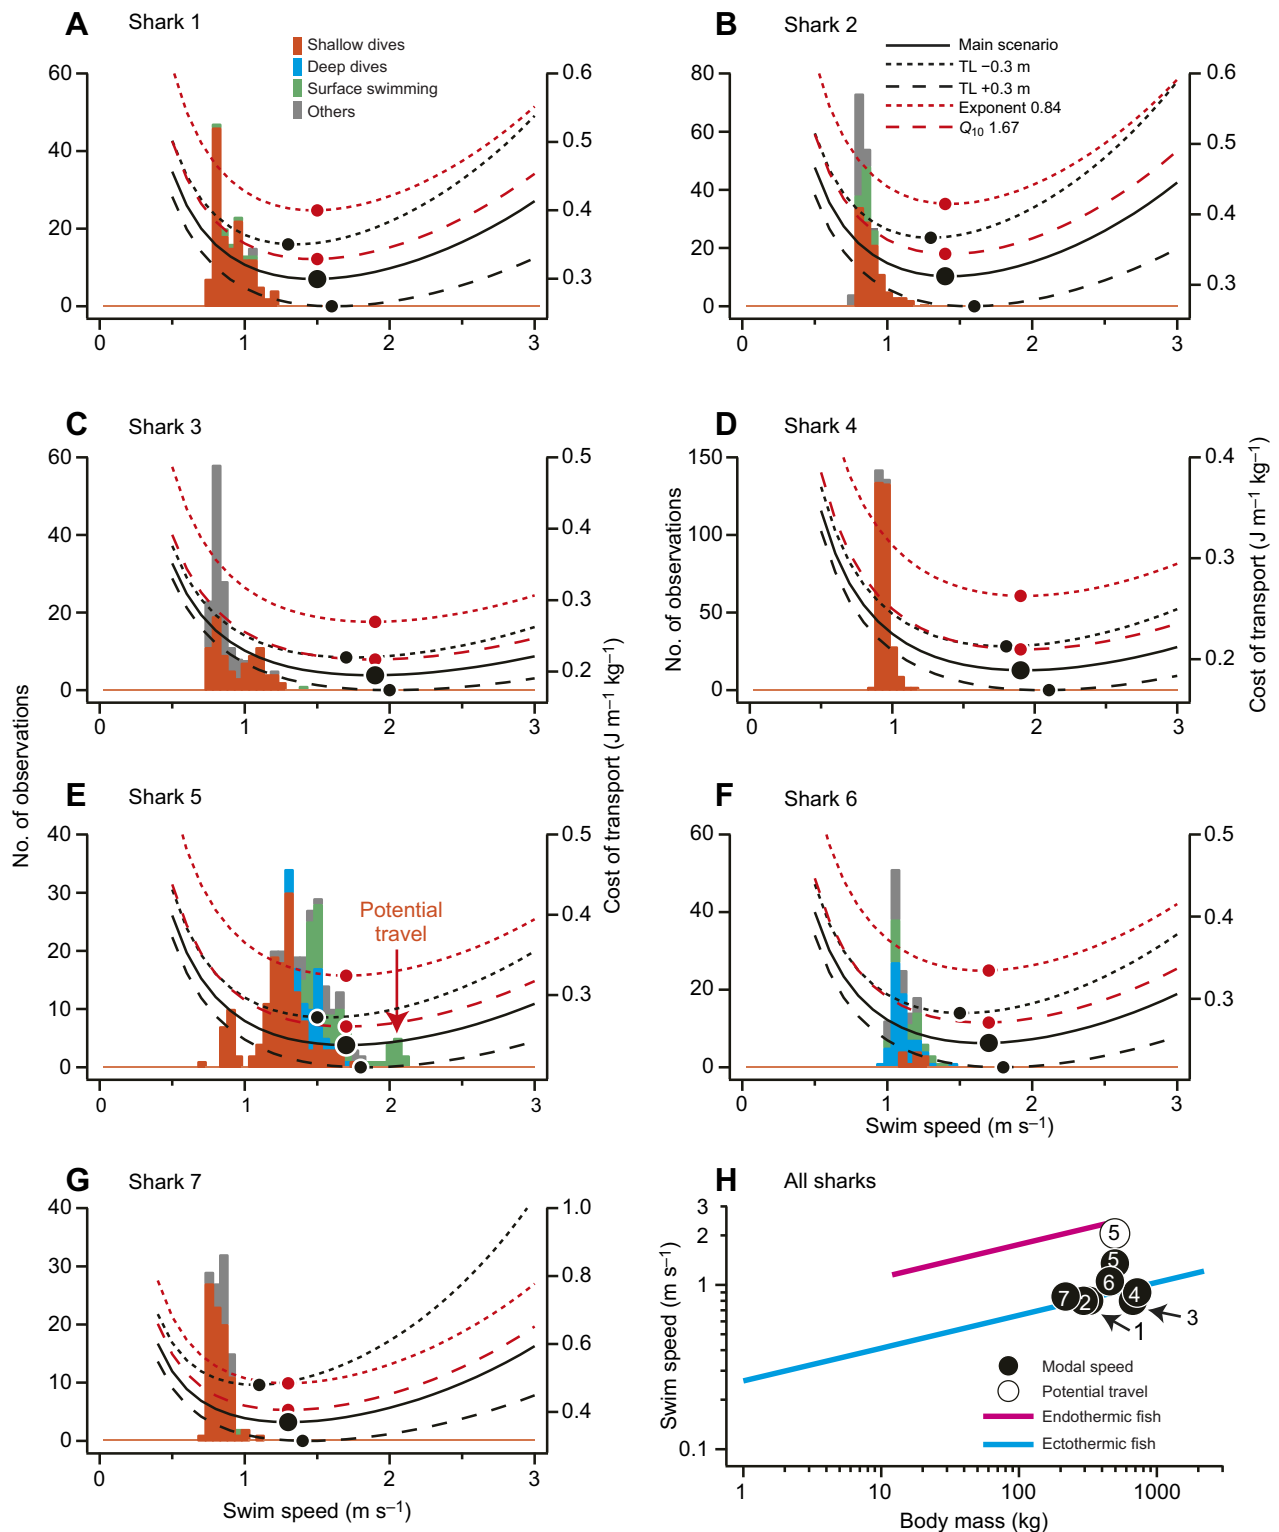 A Shark 1
Shallow dives
Deep dives
Surface swimming
Others
60
40
20
0
0.6
0.5
0.4
0.3
0 1 2 3
B Shark 2
Main scenario
TL −0.3 m
TL +0.3 m
Exponent 0.84
Q10 1.67
80
60
40
20
0
0.6
0.5
0.4
0.3
0 1 2 3
C Shark 3
60
40
20
0
0.5
0.4
0.3
0.2
0 1 2 3
D Shark 4
150
100
50
0
0.4
0.3
0.2
0 1 2 3
No. of observations
Cost of transport (J m−1 kg−1)
No. of observations
Cost of transport (J m−1 kg−1)
E Shark 5
40
30
20
10
0
0.5
0.4
0.3
Potential
travel
0 1 2 3
F Shark 6
60
40
20
0
0.5
0.4
0.3
0 1 2 3
Swim speed (m s−1)
G Shark 7
40
30
20
10
0
1.0
0.8
0.6
0.4
0 1 2 3
Swim speed (m s−1)
H All sharks
3
2
1
0.1
Swim speed (m s−1)
5
5
6
7 2 4
1
3
Modal speed
Potential travel
Endothermic fish
Ectothermic fish
1 10 100 1000
Body mass (kg)